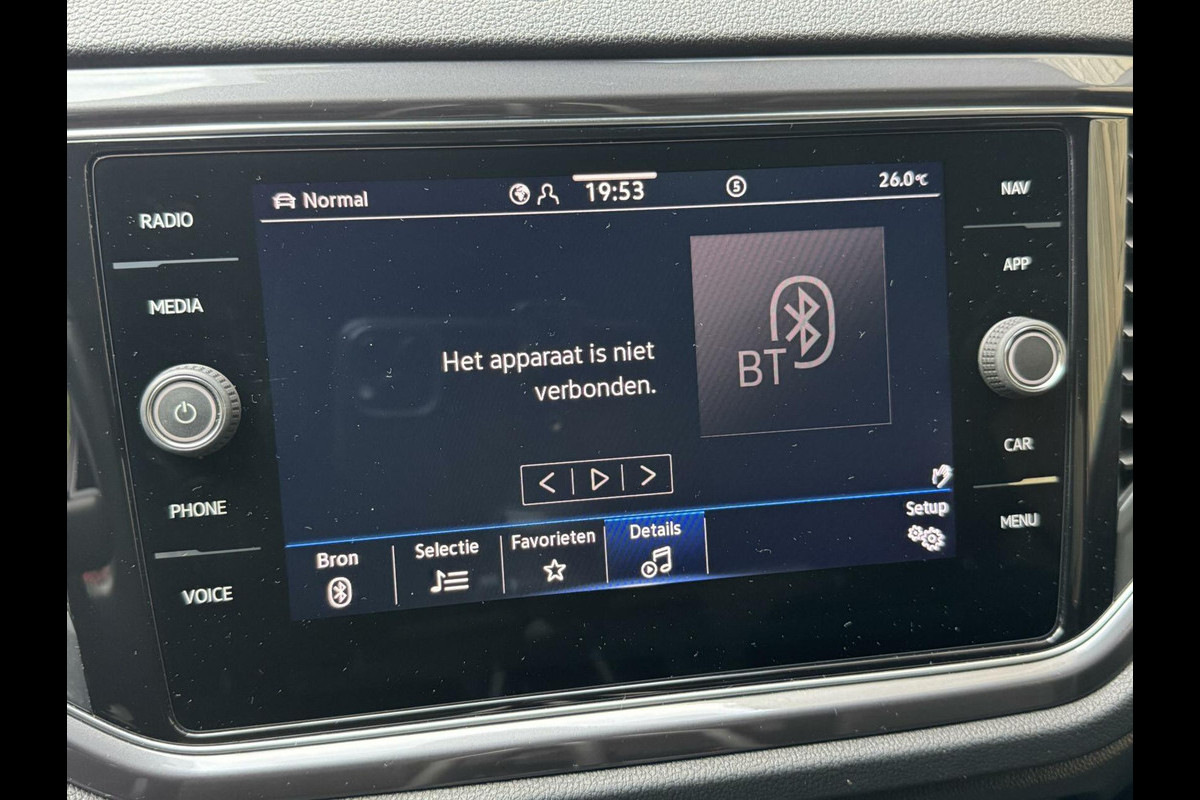 RADIO
MEDIA
PHONE
VOICE
Normal
19:53
5
26.0°C
Het apparaat is niet
verbonden.
BT
Bron
Selectie
Favorieten
Details
Setup
NAV
APP
CAR
MENU